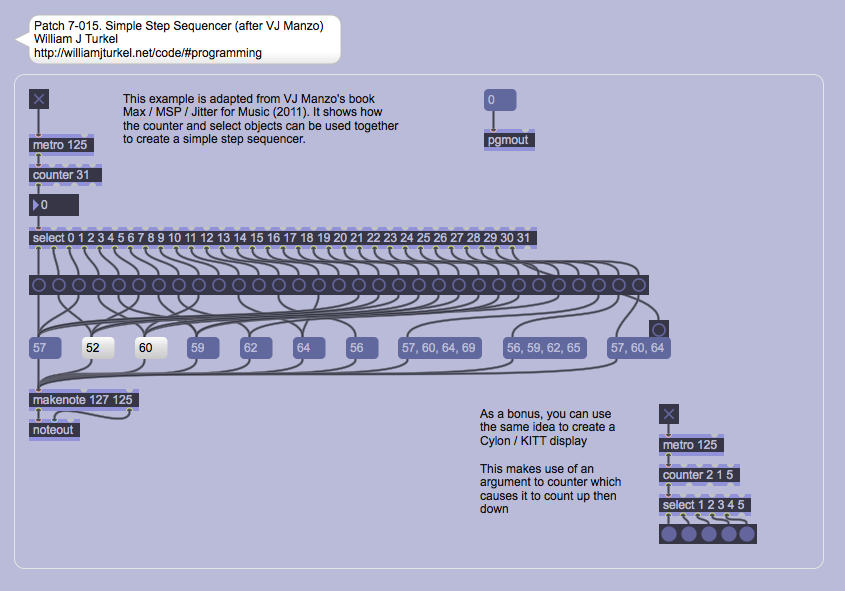 Patch 7-015. Simple Step Sequencer (after VJ Manzo)
William J Turkel
http://williamjturkel.net/code/#programming
This example is adapted from VJ Manzo's book
Max / MSP / Jitter for Music (2011). It shows how
the counter and select objects can be used together
to create a simple step sequencer.
0
pgmout
metro 125
counter 31
0
select 0 1 2 3 4 5 6 7 8 9 10 11 12 13 14 15 16 17 18 19 20 21 22 23 24 25 26 27 28 29 30 31
57
52
60
59
62
64
56
57, 60, 64, 69
56, 59, 62, 65
57, 60, 64
makenote 127 125
noteout
As a bonus, you can use
the same idea to create a
Cylon / KITT display
This makes use of an
argument to counter which
causes it to count up then
down
metro 125
counter 2 1 5
select 1 2 3 4 5